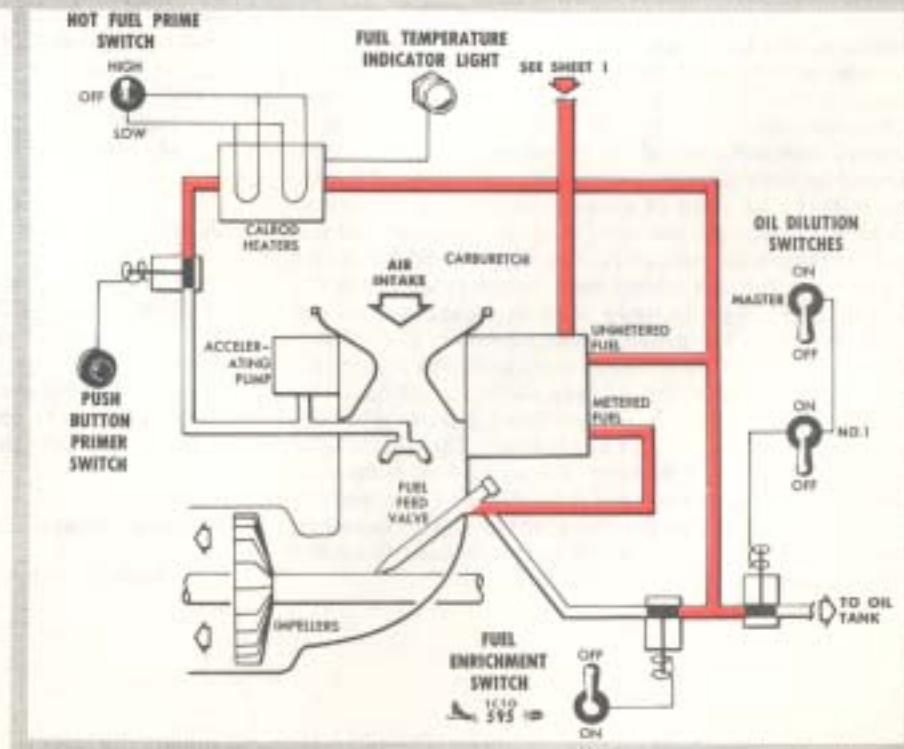 HOT FUEL PRIME
SWITCH
HIGH
OFF
LOW
FUEL TEMPERATURE
INDICATOR LIGHT
SEE SHEET 1
CALROD
HEATERS
OIL DILUTION
SWITCHES
ON
MASTER
OFF
CARBURETOR
AIR
INTAKE
UNMETERED
FUEL
ACCELER-
ATING
PUMP
METERED
FUEL
ON
NO.1
OFF
PUSH
BUTTON
PRIMER
SWITCH
FUEL
FEED
VALVE
IMPELLERS
TO OIL
TANK
FUEL
ENRICHMENT
SWITCH
OFF
1C10
595
ON